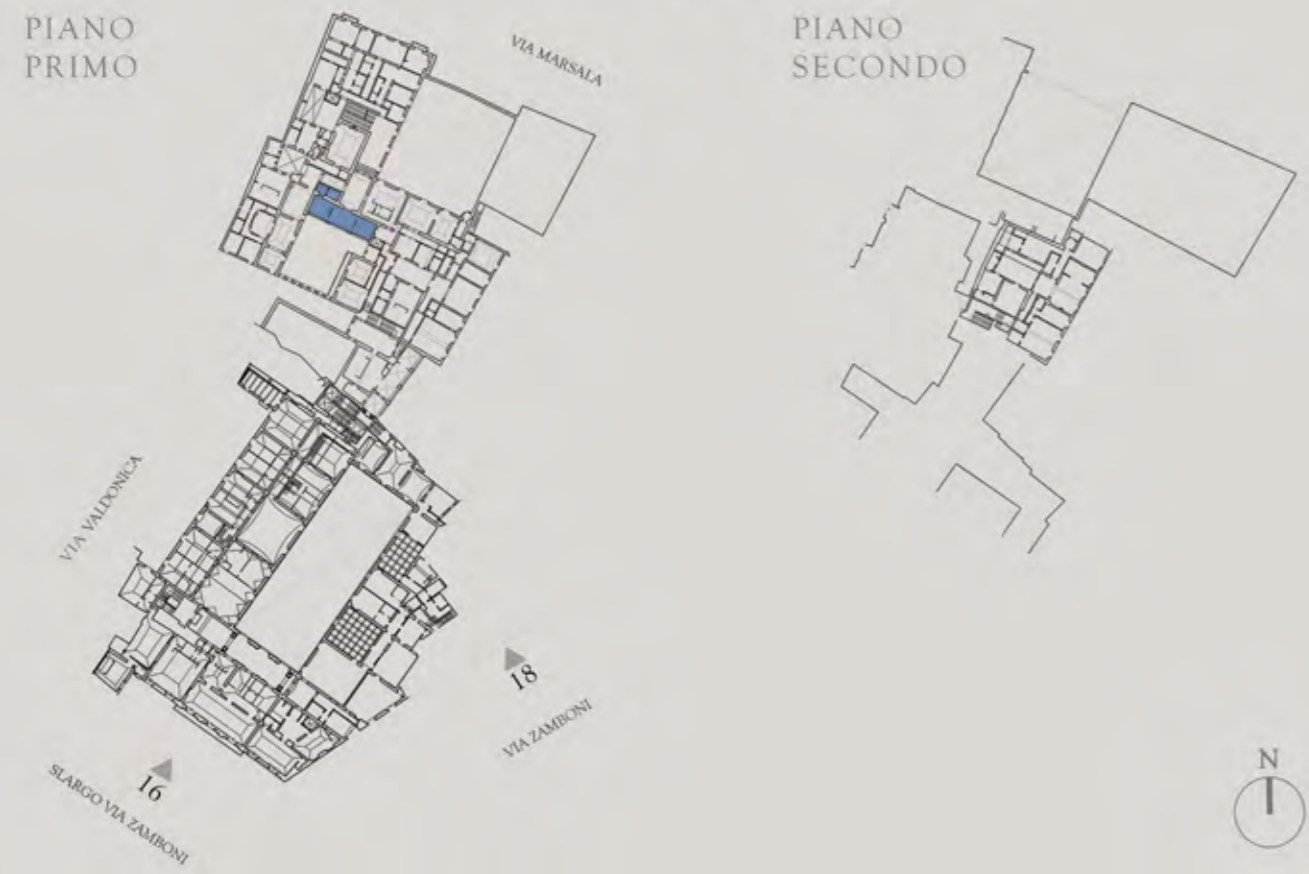 PIANO
PRIMO
VIA MARSALA
PIANO
SECONDO
VIA VALDONICA
18
VIA ZAMBONI
16
SLARGO VIA ZAMBONI
N